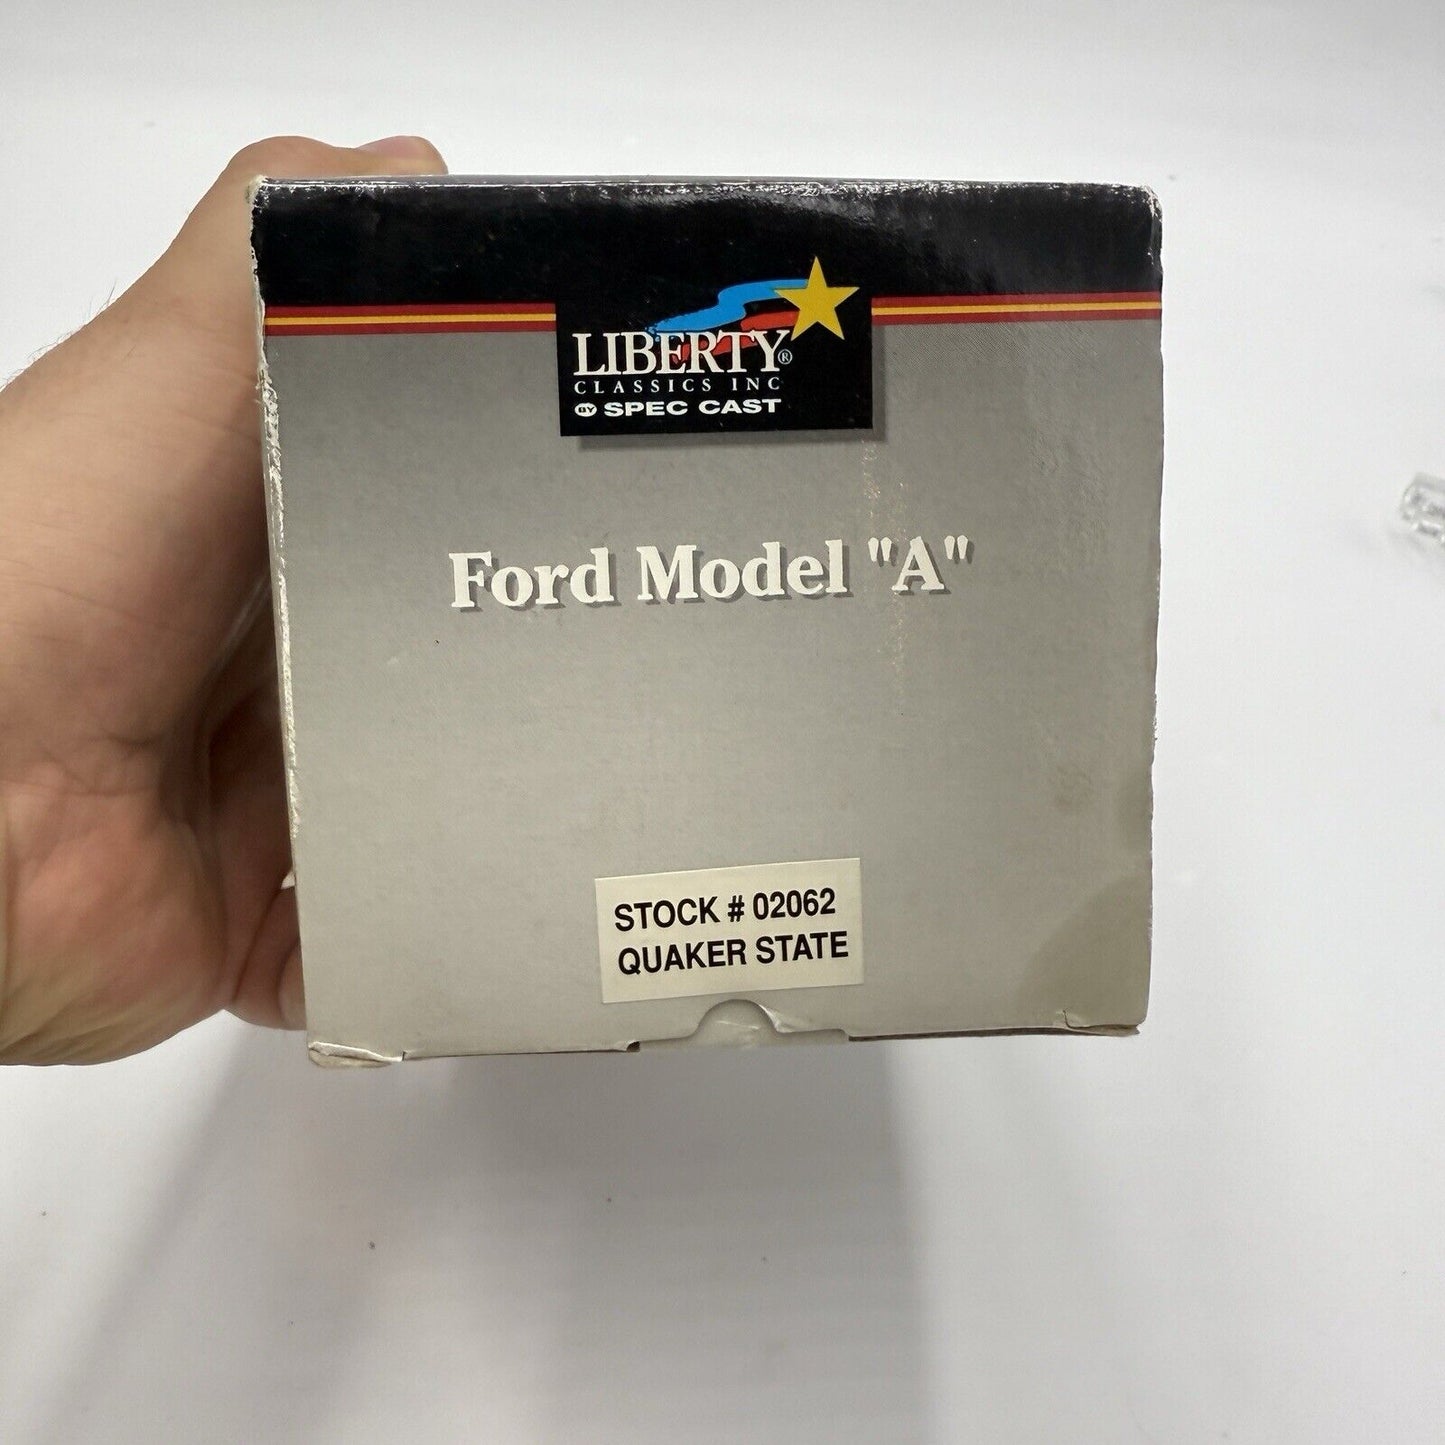 LIBERTY®
CLASSICS INC
BY SPEC CAST
Ford Model "A"
STOCK # 02062
QUAKER STATE